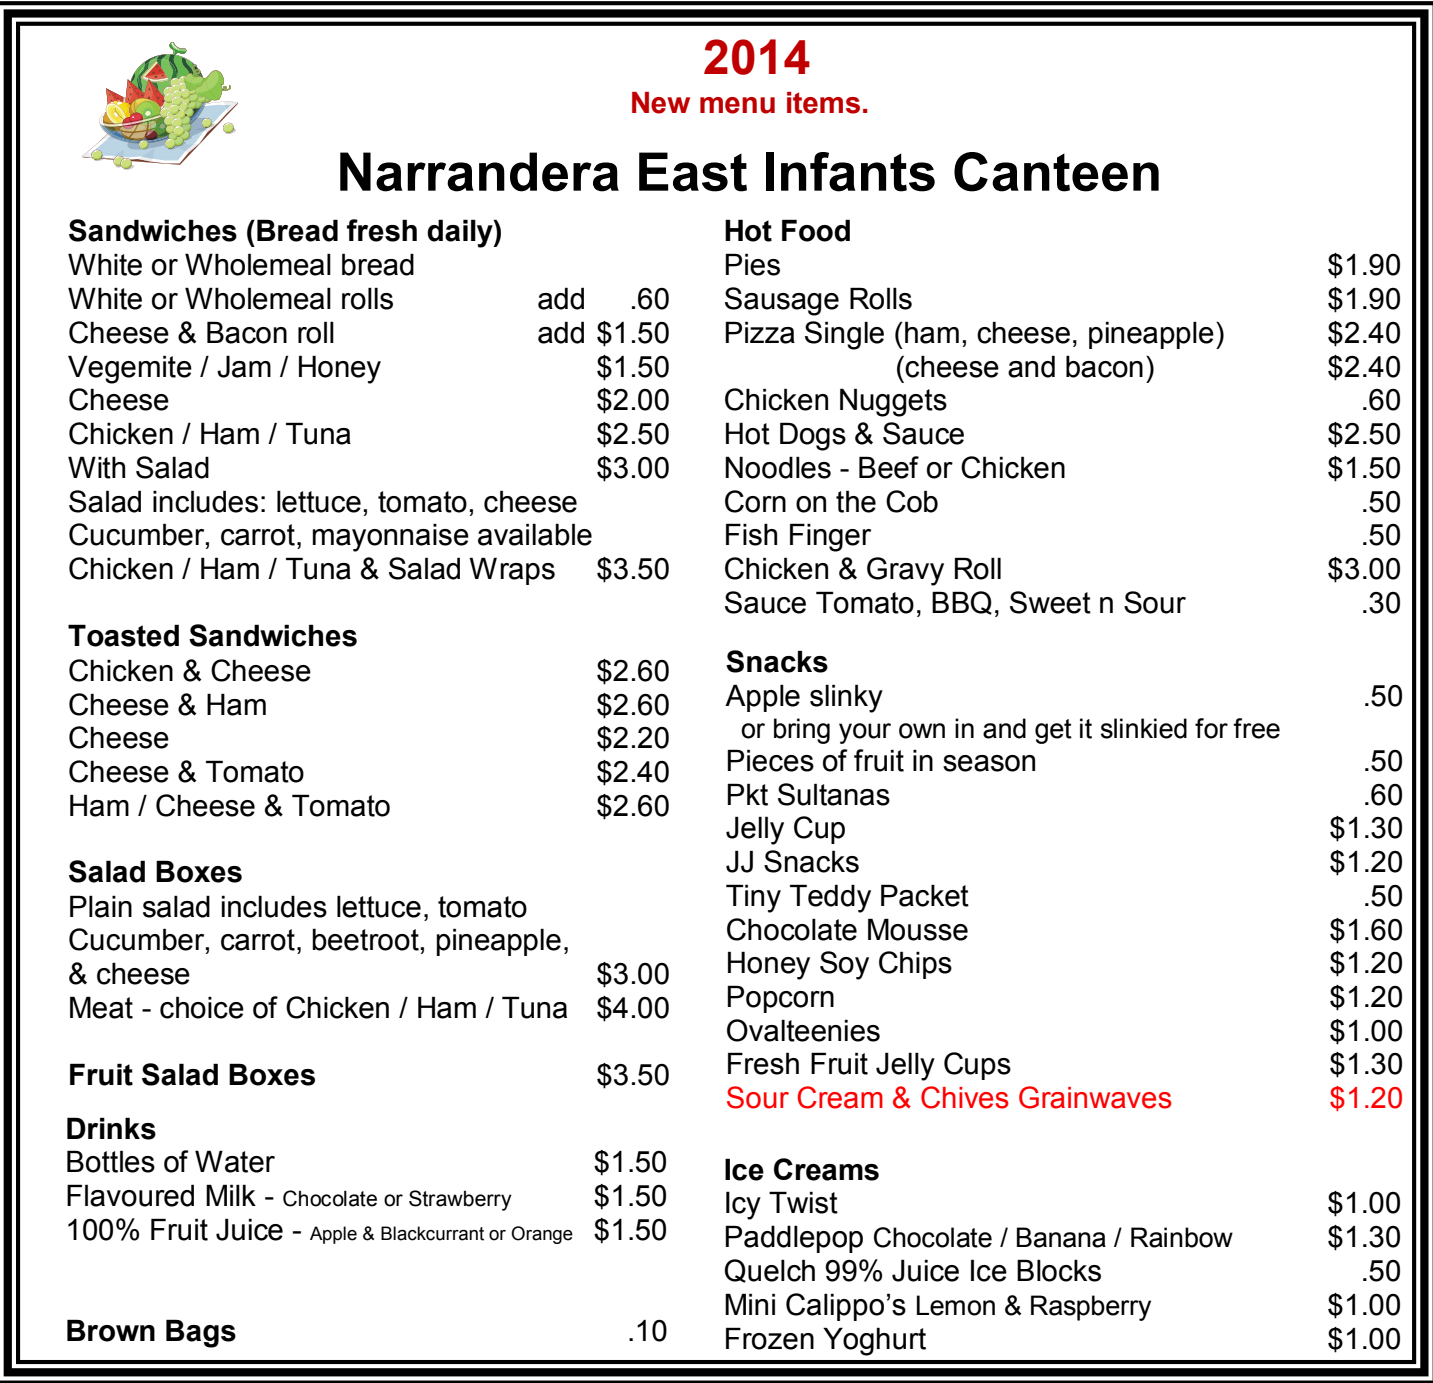 2014
New menu items.
Narrandera East Infants Canteen
Sandwiches (Bread fresh daily)
White or Wholemeal bread
White or Wholemeal rolls add .60
Cheese & Bacon roll add $1.50
Vegemite / Jam / Honey $1.50
Cheese $2.00
Chicken / Ham / Tuna $2.50
With Salad $3.00
Salad includes: lettuce, tomato, cheese
Cucumber, carrot, mayonnaise available
Chicken / Ham / Tuna & Salad Wraps $3.50
Toasted Sandwiches
Chicken & Cheese $2.60
Cheese & Ham $2.60
Cheese $2.20
Cheese & Tomato $2.40
Ham / Cheese & Tomato $2.60
Salad Boxes
Plain salad includes lettuce, tomato
Cucumber, carrot, beetroot, pineapple,
& cheese $3.00
Meat - choice of Chicken / Ham / Tuna $4.00
Fruit Salad Boxes $3.50
Drinks
Bottles of Water $1.50
Flavoured Milk - Chocolate or Strawberry $1.50
100% Fruit Juice - Apple & Blackcurrant or Orange $1.50
Brown Bags .10
Hot Food
Pies $1.90
Sausage Rolls $1.90
Pizza Single (ham, cheese, pineapple) $2.40
(cheese and bacon) $2.40
Chicken Nuggets .60
Hot Dogs & Sauce $2.50
Noodles - Beef or Chicken $1.50
Corn on the Cob .50
Fish Finger .50
Chicken & Gravy Roll $3.00
Sauce Tomato, BBQ, Sweet n Sour .30
Snacks
Apple slinky .50
or bring your own in and get it slinkied for free
Pieces of fruit in season .50
Pkt Sultanas .60
Jelly Cup $1.30
JJ Snacks $1.20
Tiny Teddy Packet .50
Chocolate Mousse $1.60
Honey Soy Chips $1.20
Popcorn $1.20
Ovalteenies $1.00
Fresh Fruit Jelly Cups $1.30
Sour Cream & Chives Grainwaves $1.20
Ice Creams
Icy Twist $1.00
Paddlepop Chocolate / Banana / Rainbow $1.30
Quelch 99% Juice Ice Blocks .50
Mini Calippo’s Lemon & Raspberry $1.00
Frozen Yoghurt $1.00